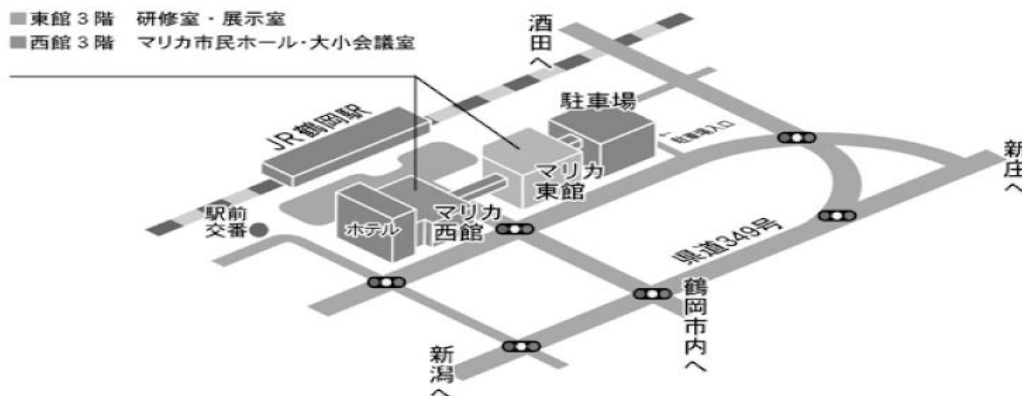 ■東館3階 研修室・展示室
■西館3階 マリカ市民ホール・大小会議室
酒田へ
JR鶴岡駅
駐車場
←駐車場入口
新庄へ
マリカ
東館
駅前
交番
ホテル
マリカ
西館
県道349号
鶴岡市内へ
新潟へ